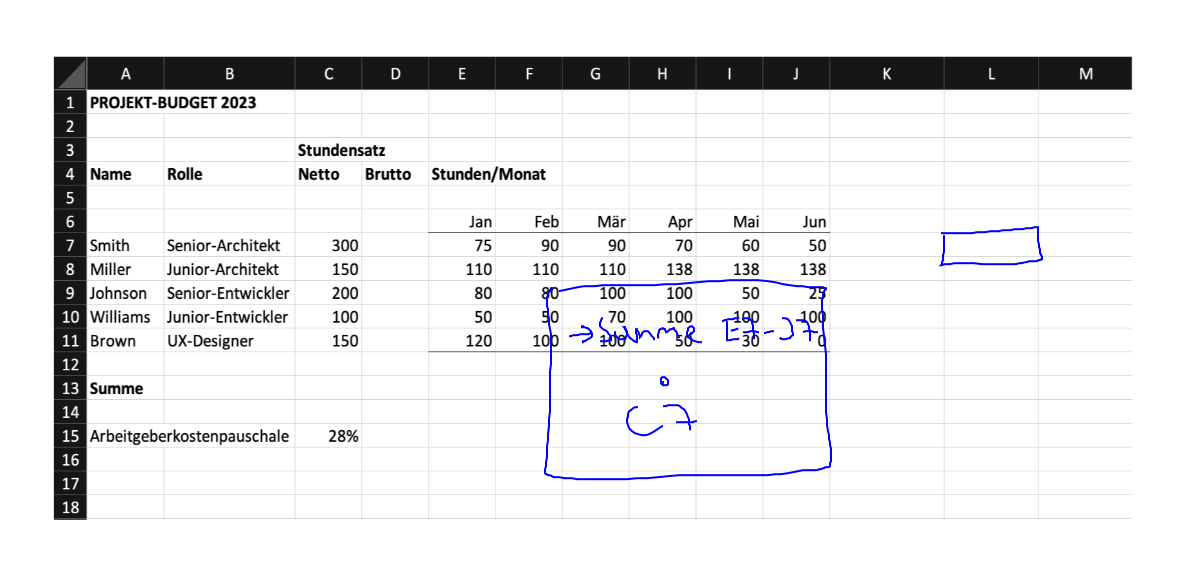 A B C D E F G H I J K L M
1 PROJEKT-BUDGET 2023
2
3 Stundensatz
4 Name Rolle Netto Brutto Stunden/Monat
5
6 Jan Feb Mär Apr Mai Jun
7 Smith Senior-Architekt 300 75 90 90 70 60 50
8 Miller Junior-Architekt 150 110 110 110 138 138 138
9 Johnson Senior-Entwickler 200 80 80 100 100 50 25
10 Williams Junior-Entwickler 100 50 50 70 100 100 100
11 Brown UX-Designer 150 120 100 100 50 30 0
→Summe E7-J7
12
13 Summe
14
C7
15 Arbeitgeberkostenpauschale 28%
16
17
18